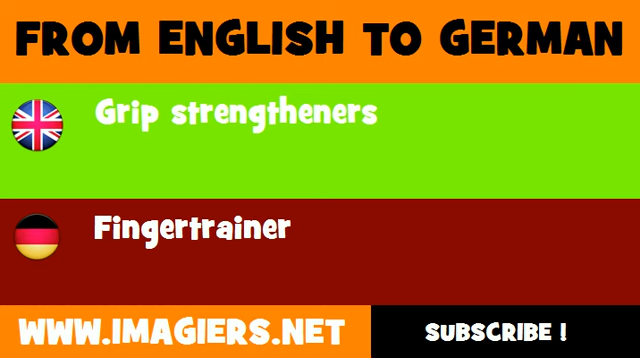 FROM ENGLISH TO GERMAN
Grip strengtheners
Fingertrainer
WWW.IMAGIERS.NET
SUBSCRIBE !